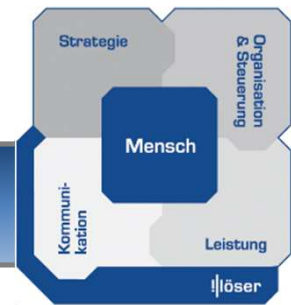 Strategie
Organisation
& Steuerung
Mensch
Kommuni-
kation
Leistung
!löser